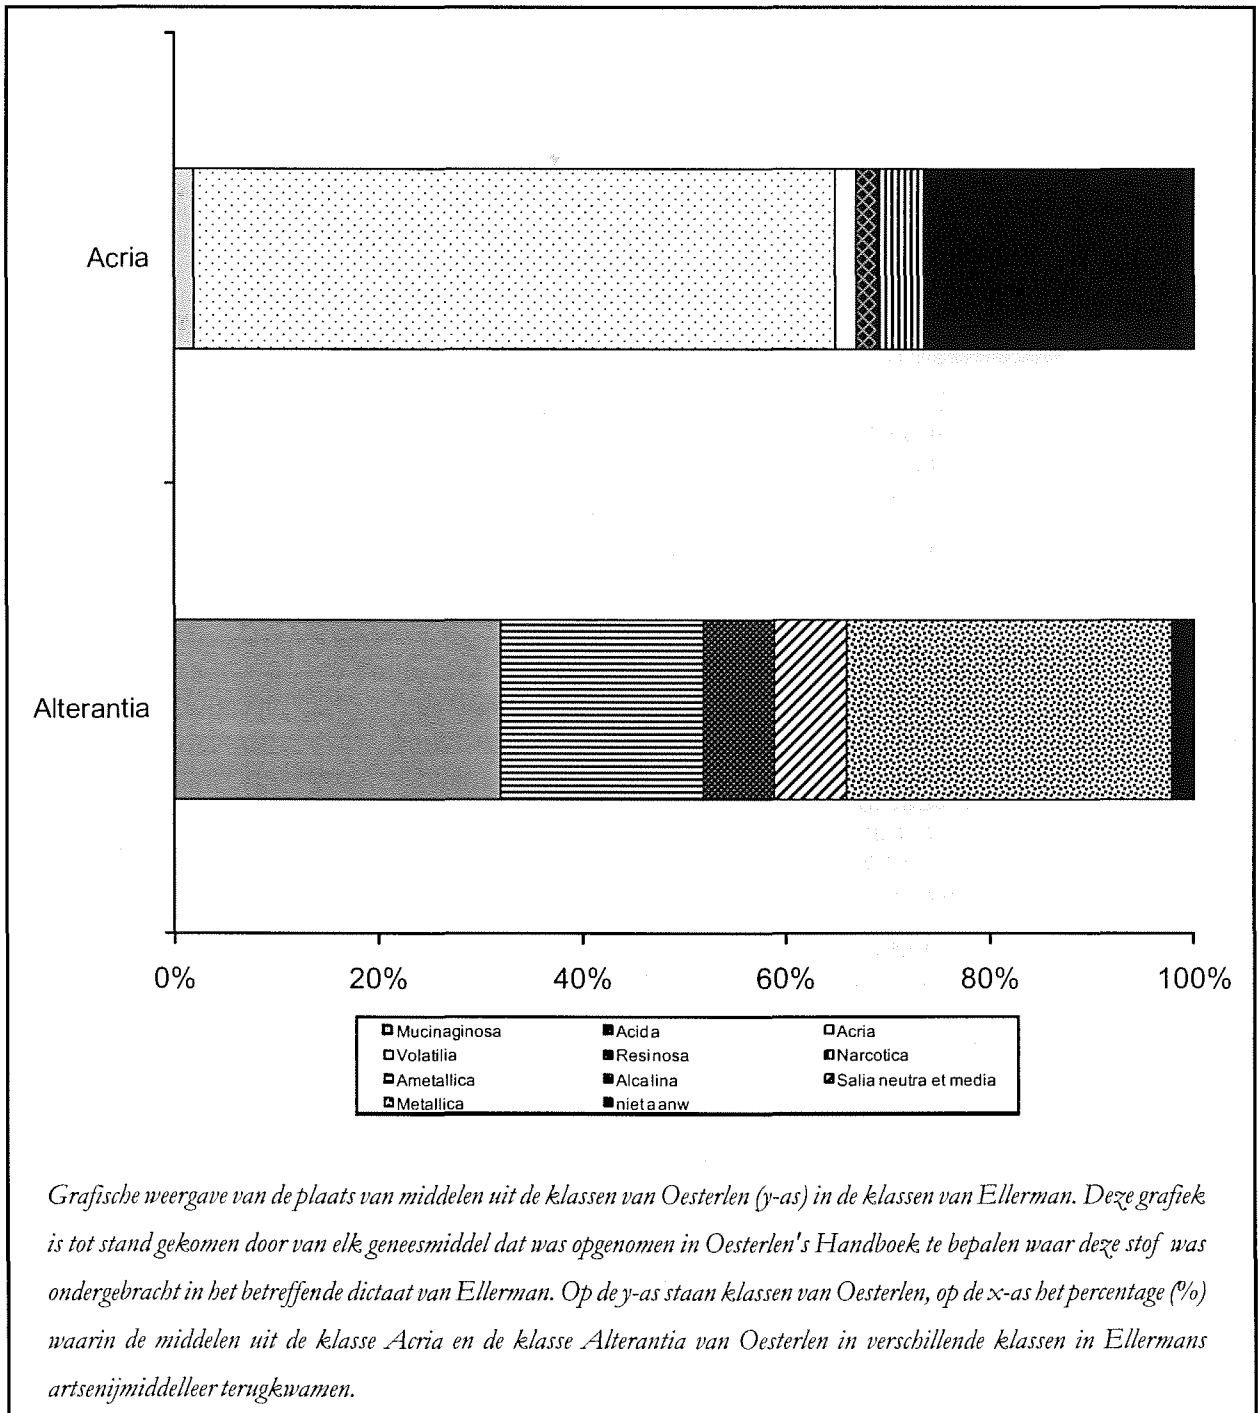 Acria
Alterantia
0% 20% 40% 60% 80% 100%
Mucinaginosa Acida Acria
Volatilia Resinosa Narcotica
Ametallica Alcalina Salia neutra et media
Metallica niet aanw
Grafische weergave van de plaats van middelen uit de klassen van Oesterlen (y-as) in de klassen van Ellerman. Deze grafiek
is tot stand gekomen door van elk geneesmiddel dat was opgenomen in Oesterlen's Handboek te bepalen waar deze stof was
ondergebracht in het betreffende dictaat van Ellerman. Op de y-as staan klassen van Oesterlen, op de x-as het percentage (%)
waarin de middelen uit de klasse Acria en de klasse Alterantia van Oesterlen in verschillende klassen in Ellermans
artsenijmiddelleer terugkwamen.